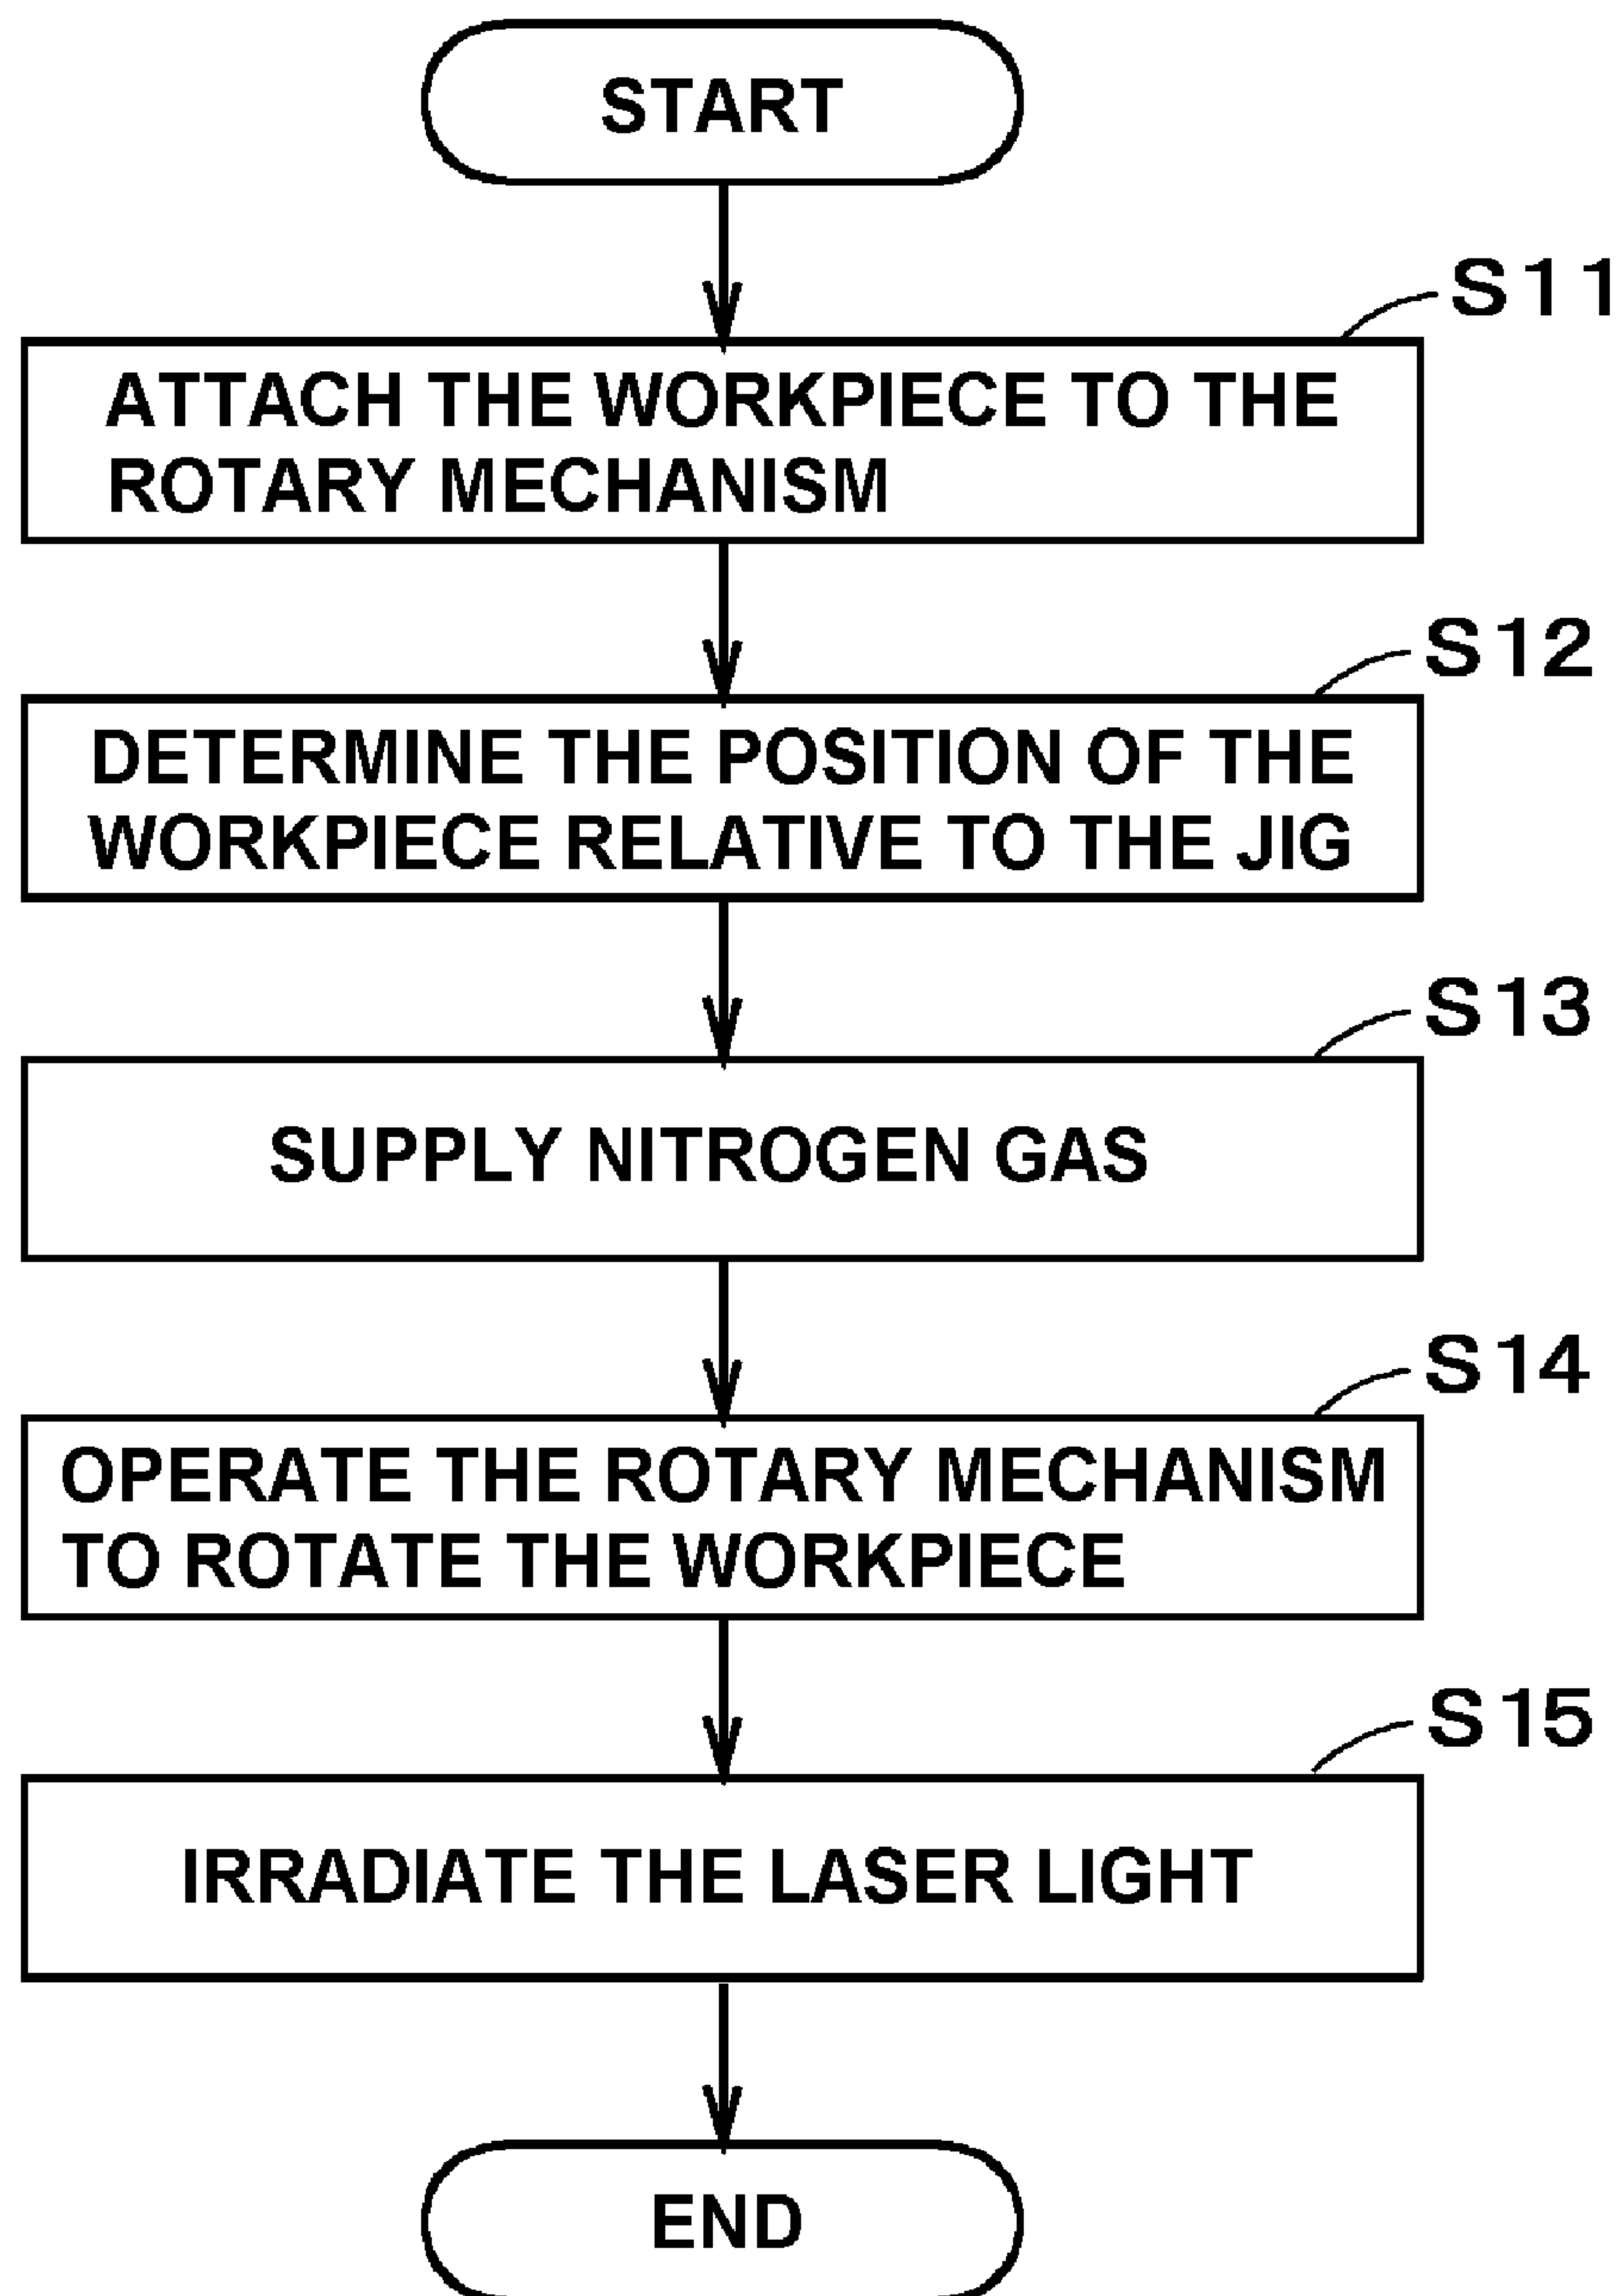 START
S11
ATTACH THE WORKPIECE TO THE
ROTARY MECHANISM
S12
DETERMINE THE POSITION OF THE
WORKPIECE RELATIVE TO THE JIG
S13
SUPPLY NITROGEN GAS
S14
OPERATE THE ROTARY MECHANISM
TO ROTATE THE WORKPIECE
S15
IRRADIATE THE LASER LIGHT
END